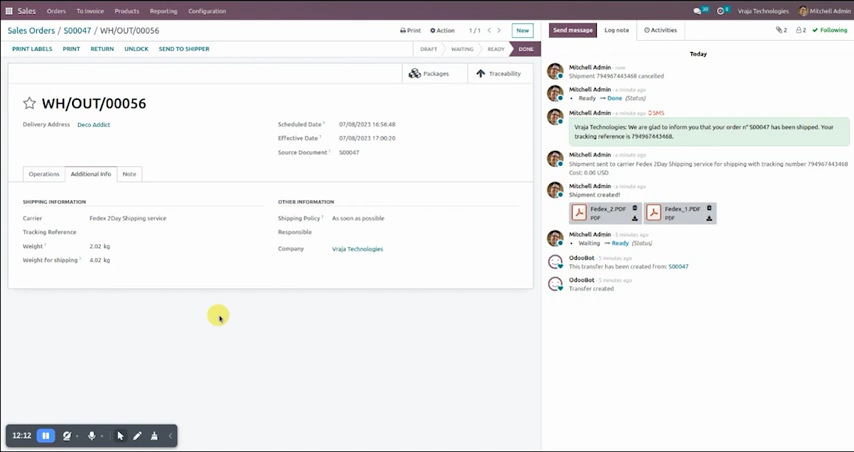 Sales Orders To Invoice Products Reporting Configuration Vraja Technologies Mitchell Admin
Sales Orders / S00047 / WH/OUT/00056
Print Action 1 / 1 New
Send message Log note Activities 2 2 Following
PRINT LABELS PRINT RETURN UNLOCK SEND TO SHIPPER
DRAFT WAITING READY DONE
Packages Traceability
WH/OUT/00056
Delivery Address Deco Addict
Scheduled Date ? 07/08/2023 16:56:48
Effective Date ? 07/08/2023 17:00:20
Source Document ? S00047
Operations Additional Info Note
SHIPPING INFORMATION
Carrier Fedex 2Day Shipping service
Tracking Reference
Weight ? 2.02 kg
Weight for shipping ? 4.02 kg
OTHER INFORMATION
Shipping Policy ? As soon as possible
Responsible
Company Vraja Technologies
Today
Mitchell Admin - now
Shipment 794967443468 cancelled
Mitchell Admin - a minute ago
• Ready → Done (Status)
Mitchell Admin - a minute ago SMS
Vraja Technologies: We are glad to inform you that your order n° S00047 has been shipped. Your
tracking reference is 794967443468.
Mitchell Admin - a minute ago
Shipment sent to carrier Fedex 2Day Shipping service for shipping with tracking number 794967443468
Cost: 0.00 USD
Mitchell Admin - a minute ago
Shipment created!
Fedex_2.PDF
PDF
Fedex_1.PDF
PDF
Mitchell Admin - 5 minutes ago
• Waiting → Ready (Status)
OdooBot - 5 minutes ago
This transfer has been created from: S00047
OdooBot - 5 minutes ago
Transfer created
12:12